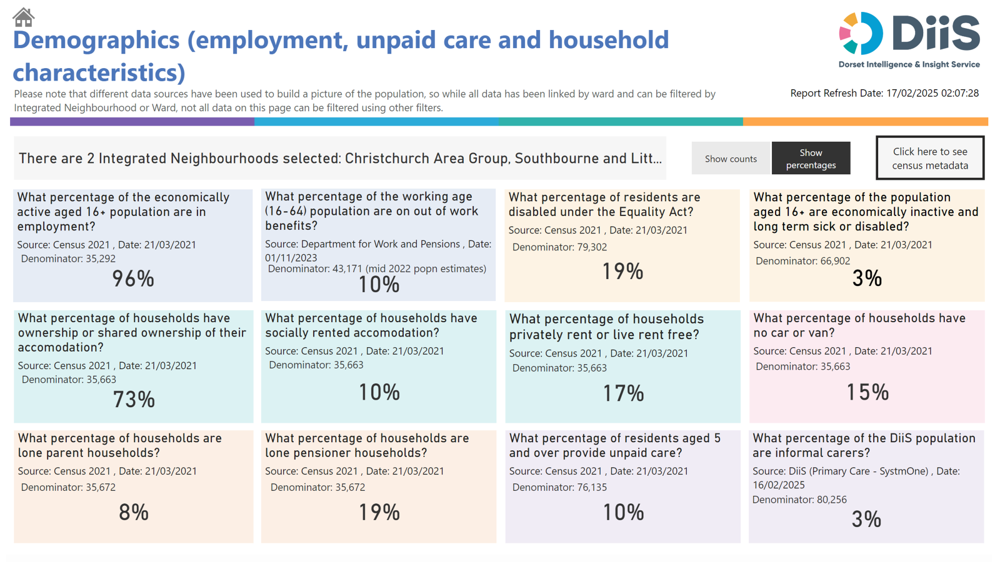 Demographics (employment, unpaid care and household
characteristics)
Please note that different data sources have been used to build a picture of the population, so while all data has been linked by ward and can be filtered by
Integrated Neighbourhood or Ward, not all data on this page can be filtered using other filters.
DiiS
Dorset Intelligence & Insight Service
Report Refresh Date: 17/02/2025 02:07:28
There are 2 Integrated Neighbourhoods selected: Christchurch Area Group, Southbourne and Litt...
Show counts
Show
percentages
Click here to see
census metadata
What percentage of the economically
active aged 16+ population are in
employment?
Source: Census 2021 , Date: 21/03/2021
Denominator: 35,292
96%
What percentage of the working age
(16-64) population are on out of work
benefits?
Source: Department for Work and Pensions , Date:
01/11/2023
Denominator: 43,171 (mid 2022 popn estimates)
10%
What percentage of residents are
disabled under the Equality Act?
Source: Census 2021 , Date: 21/03/2021
Denominator: 79,302
19%
What percentage of the population
aged 16+ are economically inactive and
long term sick or disabled?
Source: Census 2021 , Date: 21/03/2021
Denominator: 66,902
3%
What percentage of households have
ownership or shared ownership of their
accomodation?
Source: Census 2021 , Date: 21/03/2021
Denominator: 35,663
73%
What percentage of households have
socially rented accomodation?
Source: Census 2021 , Date: 21/03/2021
Denominator: 35,663
10%
What percentage of households
privately rent or live rent free?
Source: Census 2021 , Date: 21/03/2021
Denominator: 35,663
17%
What percentage of households have
no car or van?
Source: Census 2021 , Date: 21/03/2021
Denominator: 35,663
15%
What percentage of households are
lone parent households?
Source: Census 2021 , Date: 21/03/2021
Denominator: 35,672
8%
What percentage of households are
lone pensioner households?
Source: Census 2021 , Date: 21/03/2021
Denominator: 35,672
19%
What percentage of residents aged 5
and over provide unpaid care?
Source: Census 2021 , Date: 21/03/2021
Denominator: 76,135
10%
What percentage of the DiiS population
are informal carers?
Source: DiiS (Primary Care - SystmOne) , Date:
16/02/2025
Denominator: 80,256
3%